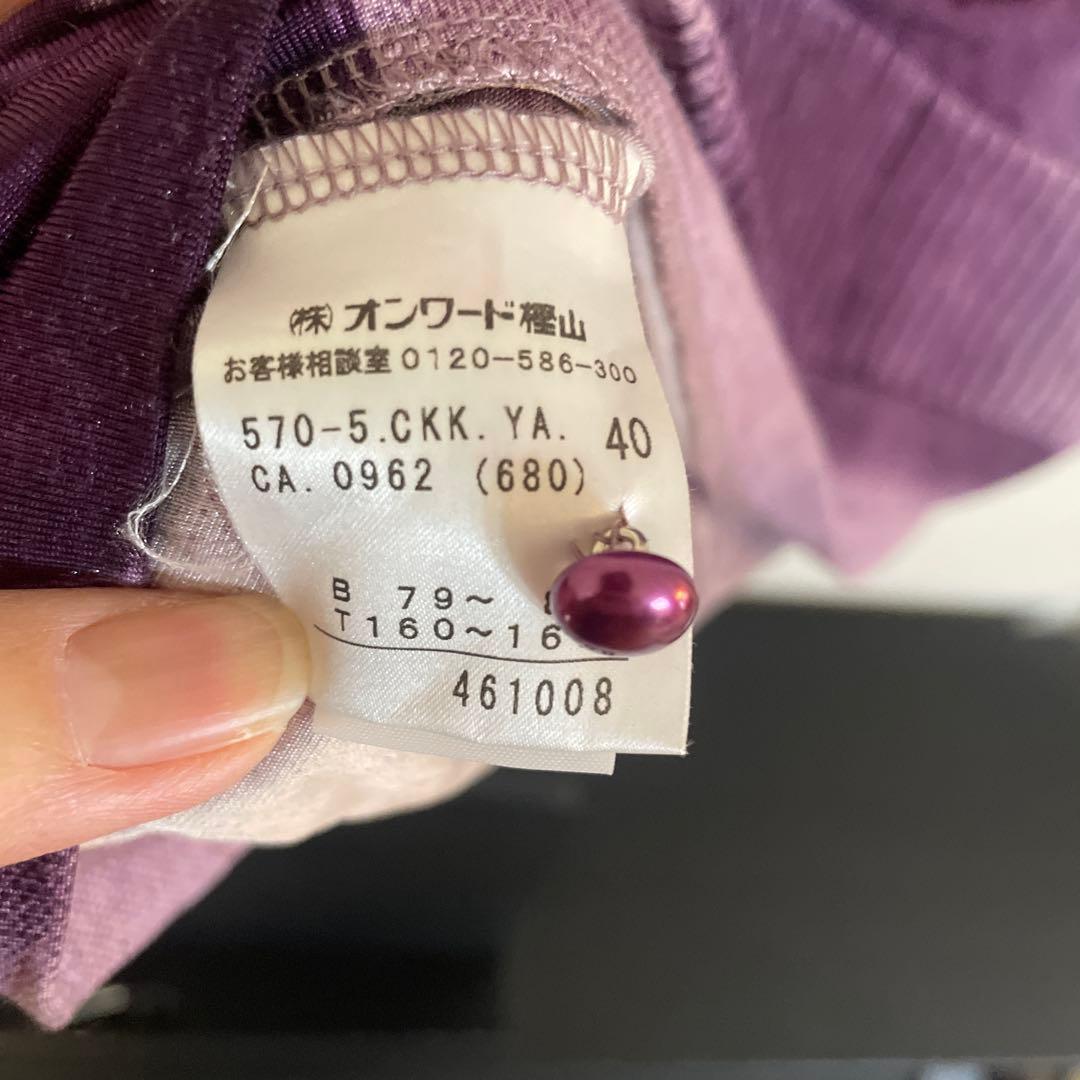 ㈱オンワード樫山
お客様相談室 0120-586-300
570-5.CKK.YA. 40
CA.0962 (680)
B 79~
T160~16
461008